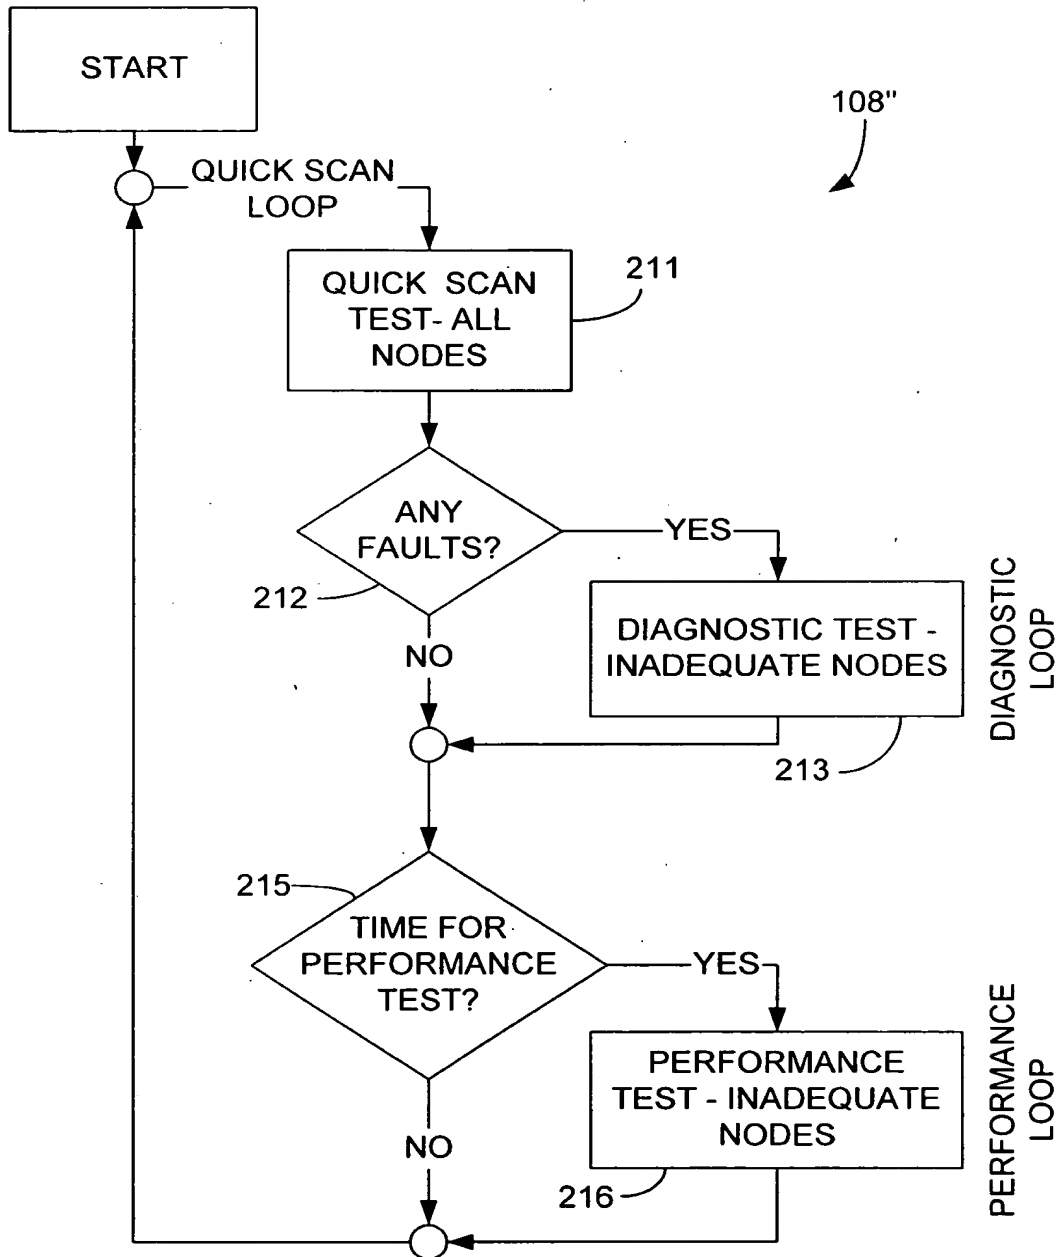 START
108"
QUICK SCAN
LOOP
QUICK SCAN
TEST- ALL
NODES
211
ANY
FAULTS?
YES
212
NO
DIAGNOSTIC TEST -
INADEQUATE NODES
DIAGNOSTIC
LOOP
213
215
TIME FOR
PERFORMANCE
TEST?
YES
NO
PERFORMANCE
TEST - INADEQUATE
NODES
PERFORMANCE
LOOP
216